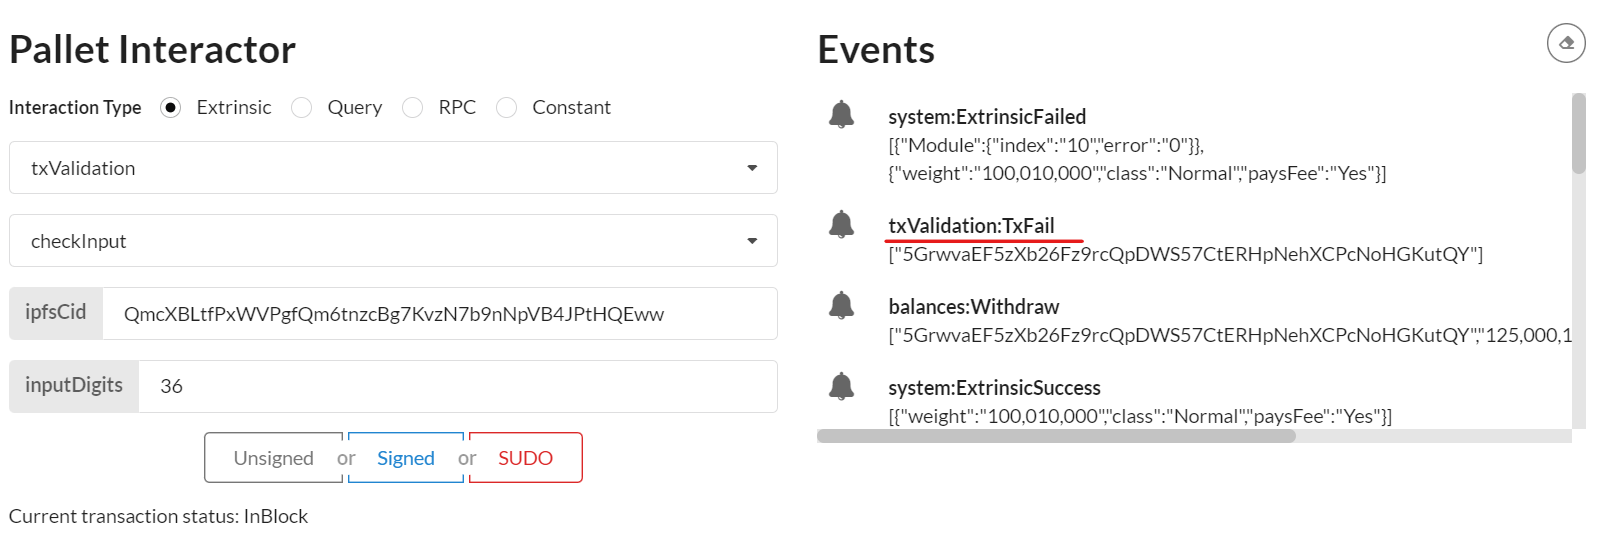 Pallet Interactor
Interaction Type Extrinsic Query RPC Constant
txValidation
checkInput
ipfsCid QmcXBLtfPxWVPgfQm6tnzcBg7KvzN7b9nNpVB4JPtHQEww
inputDigits 36
Unsigned or Signed or SUDO
Current transaction status: InBlock
Events
system:ExtrinsicFailed
[{"Module":{"index":"10","error":"0"}},
{"weight":"100,010,000","class":"Normal","paysFee":"Yes"}]
txValidation:TxFail
["5GrwvaEF5zXb26Fz9rcQpDWS57CtERHpNehXCPcNoHGKutQY"]
balances:Withdraw
["5GrwvaEF5zXb26Fz9rcQpDWS57CtERHpNehXCPcNoHGKutQY","125,000,1
system:ExtrinsicSuccess
[{"weight":"100,010,000","class":"Normal","paysFee":"Yes"}]